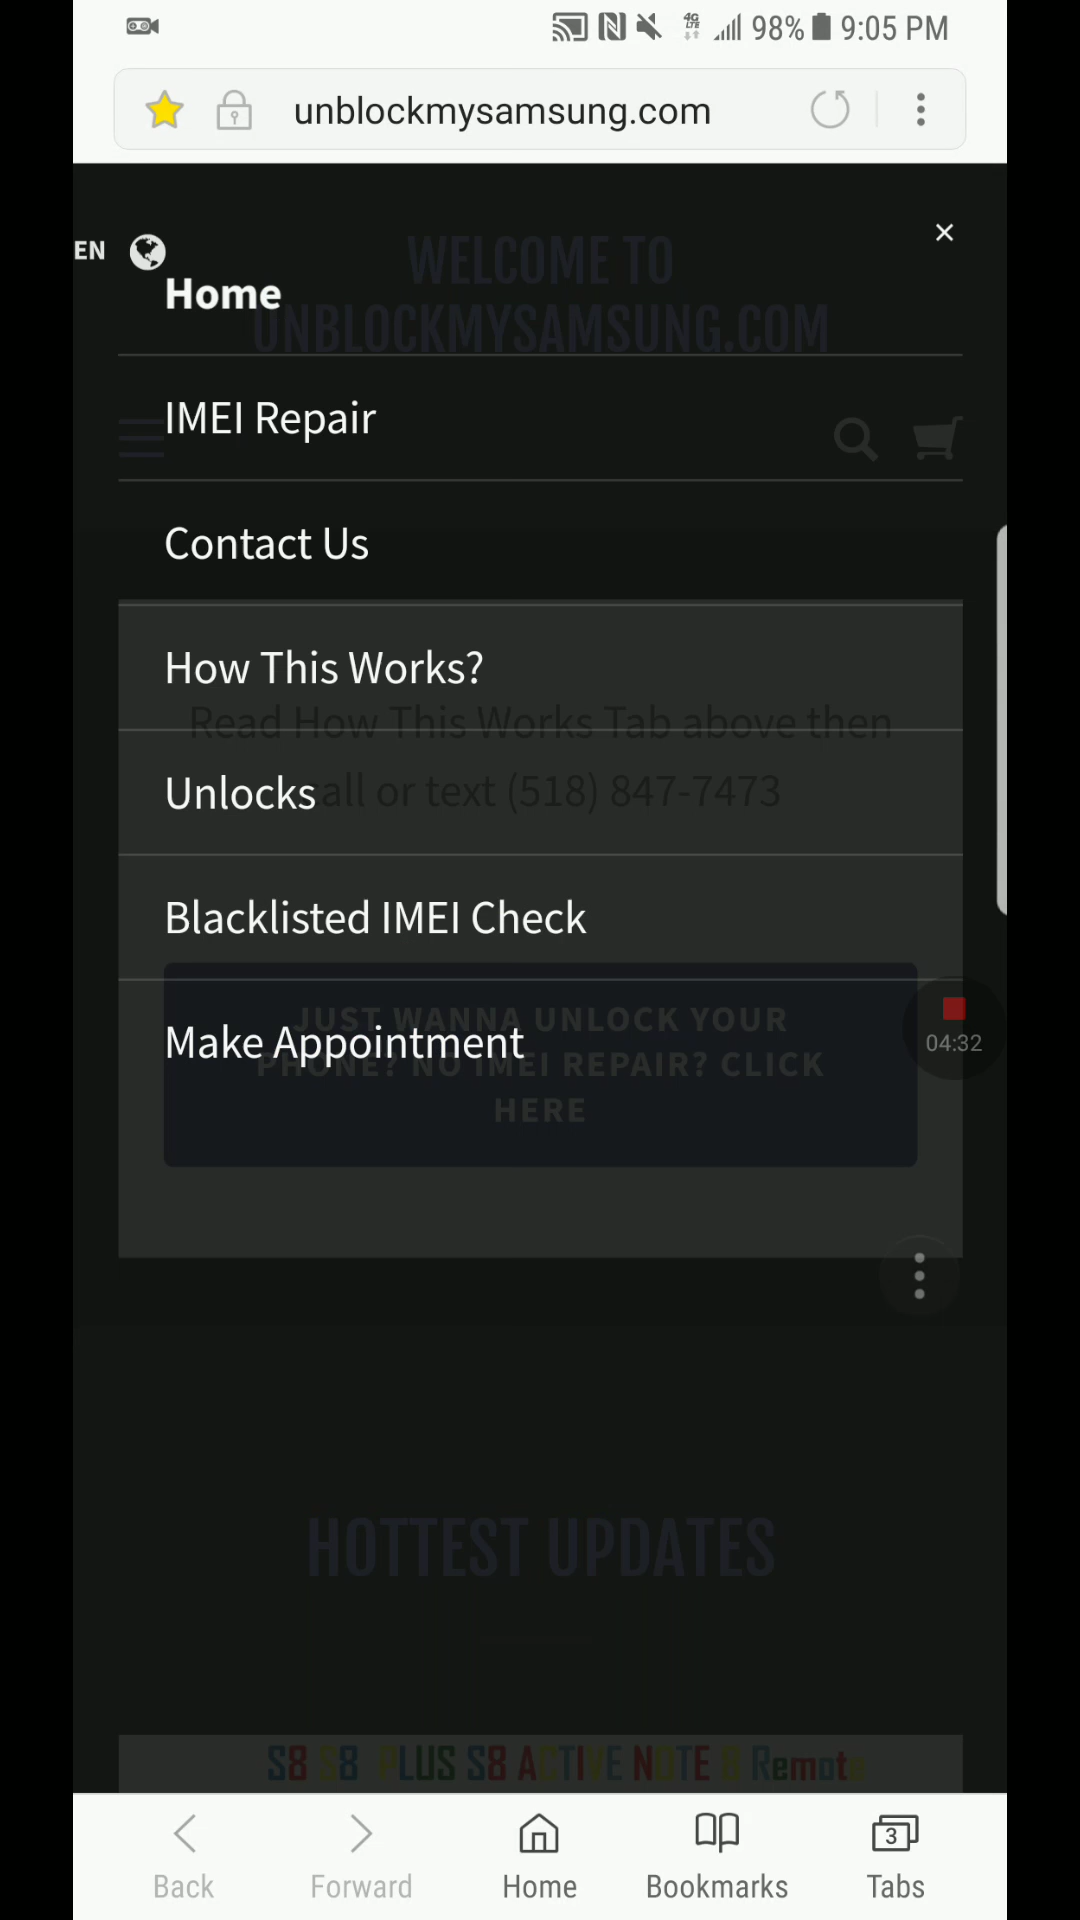 4G LTE 98% 9:05 PM
unblockmysamsung.com
EN
WELCOME TO
UNBLOCKMYSAMSUNG.COM
Home
IMEI Repair
Contact Us
How This Works?
Read How This Works Tab above then
call or text (518) 847-7473
Unlocks
Blacklisted IMEI Check
JUST WANNA UNLOCK YOUR
PHONE? NO IMEI REPAIR? CLICK
HERE
Make Appointment
04:32
HOTTEST UPDATES
S8 S8 PLUS S8 ACTIVE NOTE 8 Remote
3
Back Forward Home Bookmarks Tabs